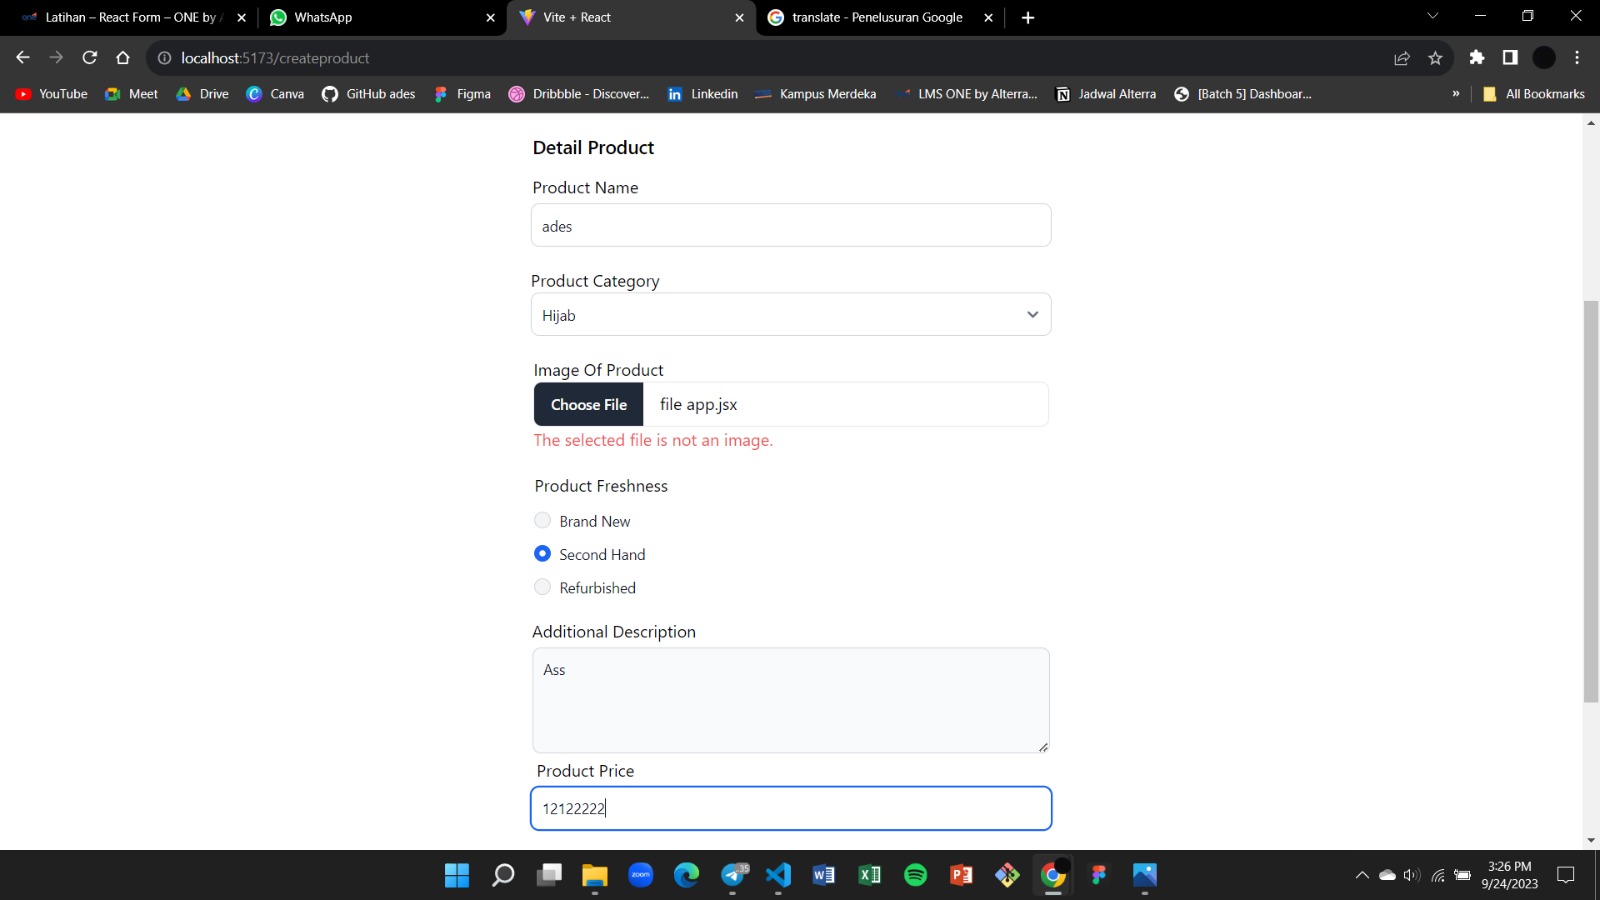 Latihan – React Form – ONE by A
WhatsApp
Vite + React
translate - Penelusuran Google
localhost:5173/createproduct
YouTube
Meet
Drive
Canva
GitHub ades
Figma
Dribbble - Discover...
Linkedin
Kampus Merdeka
LMS ONE by Alterra...
Jadwal Alterra
[Batch 5] Dashboar...
»
All Bookmarks
Detail Product
Product Name
ades
Product Category
Hijab
Image Of Product
Choose File
file app.jsx
The selected file is not an image.
Product Freshness
Brand New
Second Hand
Refurbished
Additional Description
Ass
Product Price
12122222
zoom
35
3:26 PM
9/24/2023